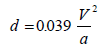 d = 0.039 V²/a